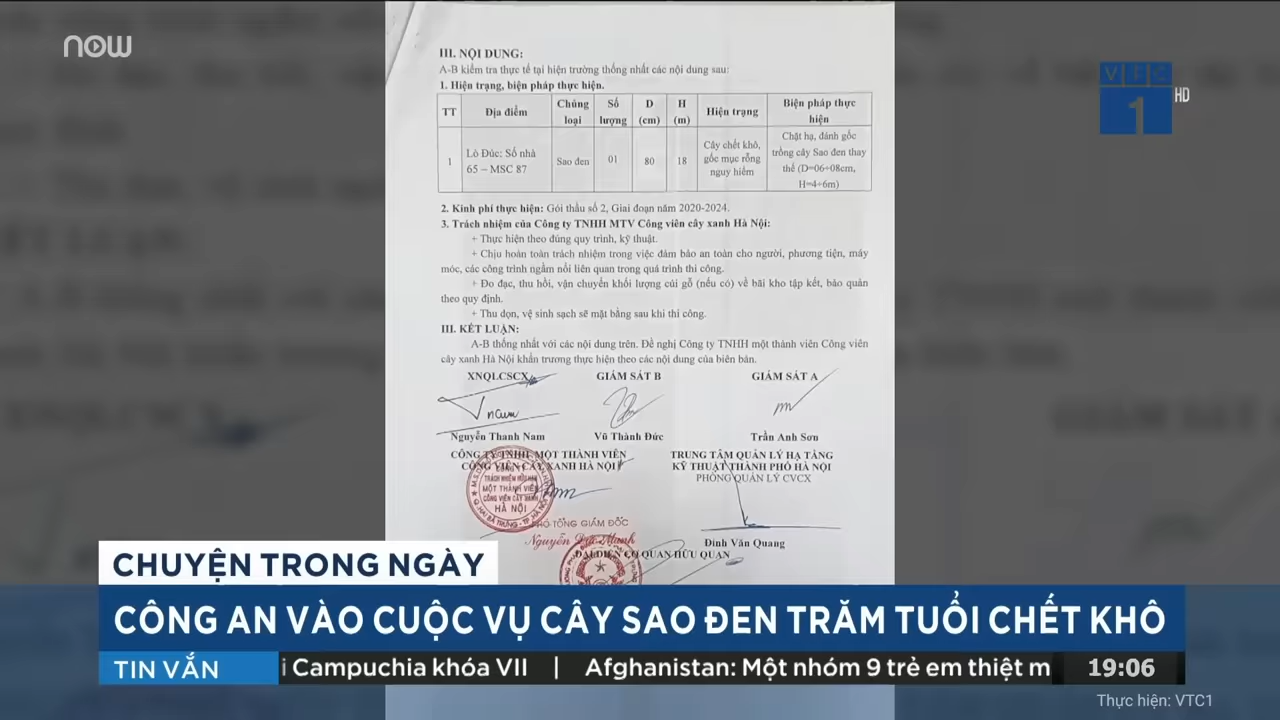 now
VTC
1
HD
III. NỘI DUNG:
A-B kiểm tra thực tế tại hiện trường thống nhất các nội dung sau:
1. Hiện trạng, biện pháp thực hiện.
TT Địa điểm Chủng loại Số lượng D (cm) H (m) Hiện trạng Biện pháp thực hiện
1 Lò Đúc: Số nhà 65 – MSC 87 Sao đen 01 80 18 Cây chết khô, gốc mục rỗng nguy hiểm Chặt hạ, đánh gốc trồng cây Sao đen thay thế (D=06÷08cm, H=4÷6m)
2. Kinh phí thực hiện: Gói thầu số 2, Giai đoạn năm 2020-2024.
3. Trách nhiệm của Công ty TNHH MTV Công viên cây xanh Hà Nội:
+ Thực hiện theo đúng quy trình, kỹ thuật.
+ Chịu hoàn toàn trách nhiệm trong việc đảm bảo an toàn cho người, phương tiện, máy
móc, các công trình ngầm nổi liên quan trong quá trình thi công.
+ Đo đạc, thu hồi, vận chuyển khối lượng củi gỗ (nếu có) về bãi kho tập kết, bảo quản
theo quy định.
+ Thu dọn, vệ sinh sạch sẽ mặt bằng sau khi thi công.
III. KẾT LUẬN:
A-B thống nhất với các nội dung trên. Đề nghị Công ty TNHH một thành viên Công viên
cây xanh Hà Nội khẩn trương thực hiện theo các nội dung của biên bản.
XNQLCSCX GIÁM SÁT B GIÁM SÁT A
Nguyễn Thanh Nam Vũ Thành Đức Trần Anh Sơn
CÔNG TY TNHH MỘT THÀNH VIÊN
CÔNG VIÊN CÂY XANH HÀ NỘI
TRUNG TÂM QUẢN LÝ HẠ TẦNG
KỸ THUẬT THÀNH PHỐ HÀ NỘI
PHÒNG QUẢN LÝ CVCX
TRÁCH NHIỆM HỮU HẠN
MỘT THÀNH VIÊN
CÔNG VIÊN CÂY XANH
HÀ NỘI
PHÓ TỔNG GIÁM ĐỐC
Đinh Văn Quang
ĐẠI DIỆN CƠ QUAN HỮU QUAN
CHUYỆN TRONG NGÀY
CÔNG AN VÀO CUỘC VỤ CÂY SAO ĐEN TRĂM TUỔI CHẾT KHÔ
TIN VẮN
i Campuchia khóa VII | Afghanistan: Một nhóm 9 trẻ em thiệt m
19:06
Thực hiện: VTC1